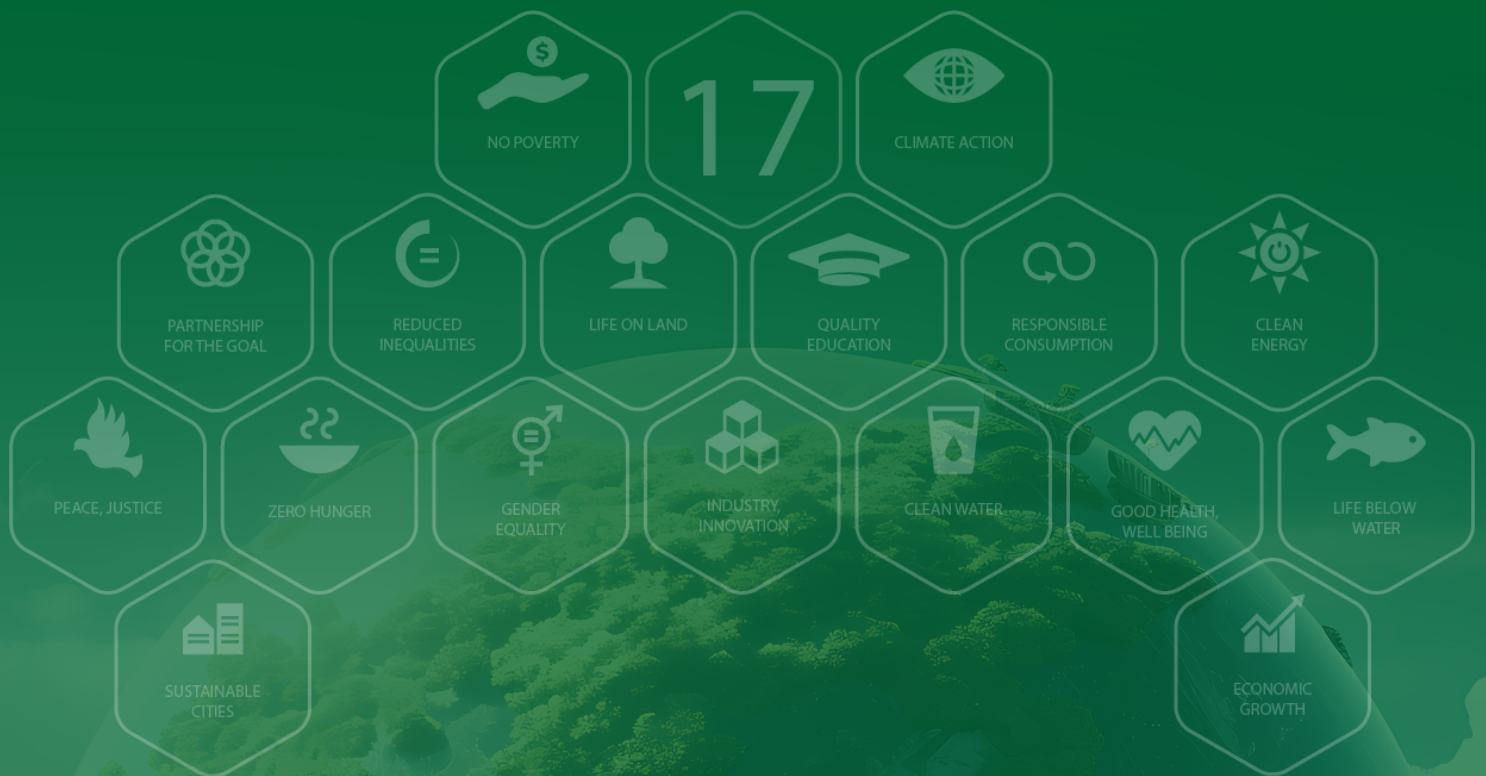 $
NO POVERTY
17
CLIMATE ACTION
PARTNERSHIP
FOR THE GOAL
REDUCED
INEQUALITIES
LIFE ON LAND
QUALITY
EDUCATION
RESPONSIBLE
CONSUMPTION
CLEAN
ENERGY
PEACE, JUSTICE
ZERO HUNGER
GENDER
EQUALITY
INDUSTRY,
INNOVATION
CLEAN WATER
GOOD HEALTH,
WELL BEING
LIFE BELOW
WATER
SUSTAINABLE
CITIES
ECONOMIC
GROWTH